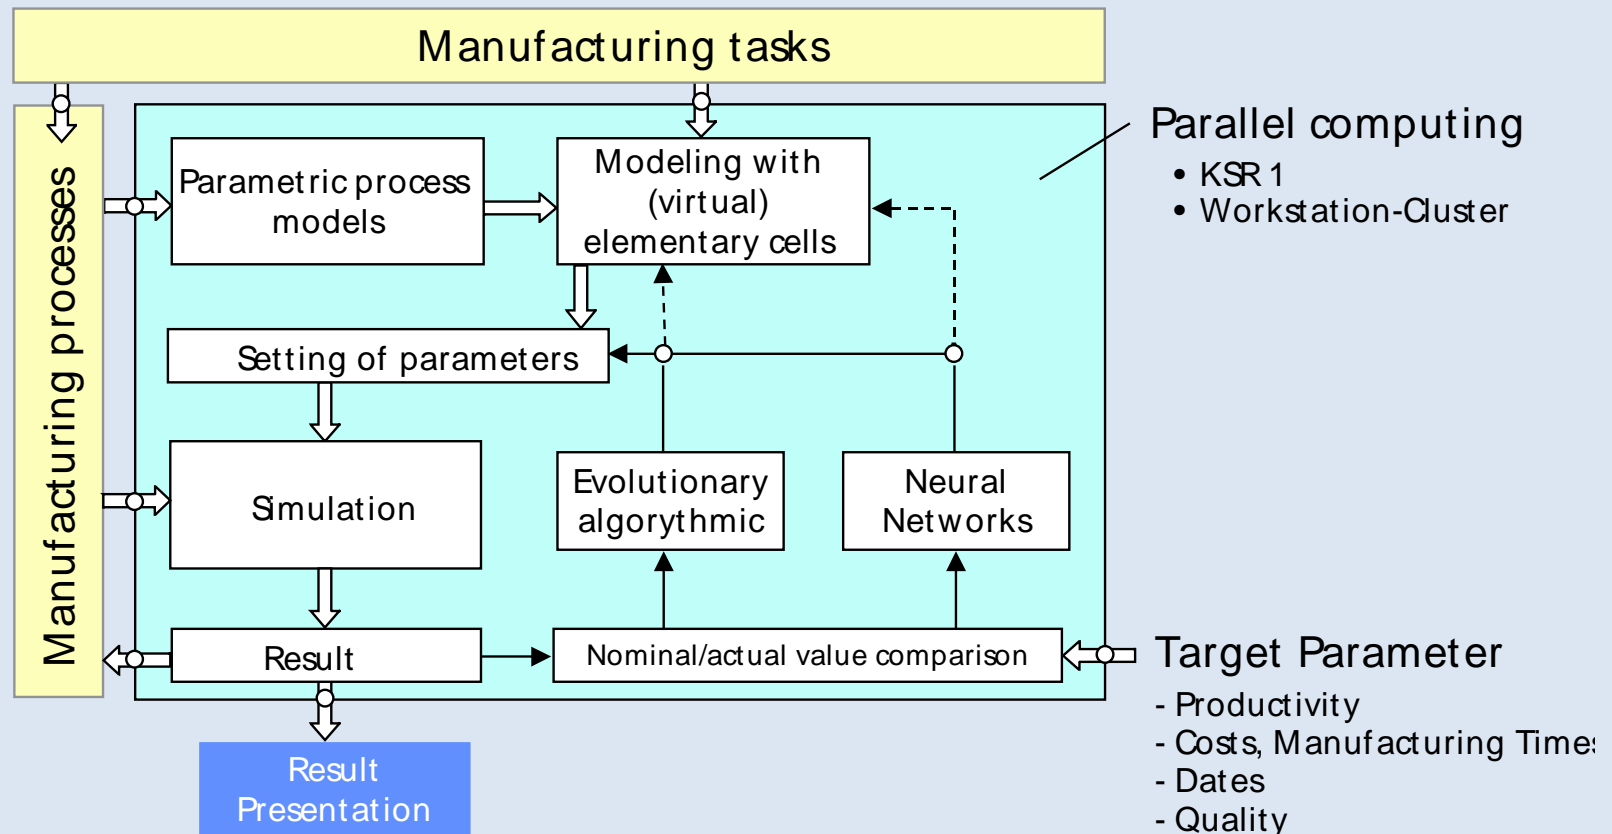 Manufacturing tasks
Manufacturing processes
Parametric process
models
Modeling with
(virtual)
elementary cells
Parallel computing
• KSR 1
• Workstation-Cluster
Setting of parameters
Simulation
Evolutionary
algorythmic
Neural
Networks
Result
Nominal/actual value comparison
Target Parameter
- Productivity
- Costs, Manufacturing Times
- Dates
- Quality
Result
Presentation